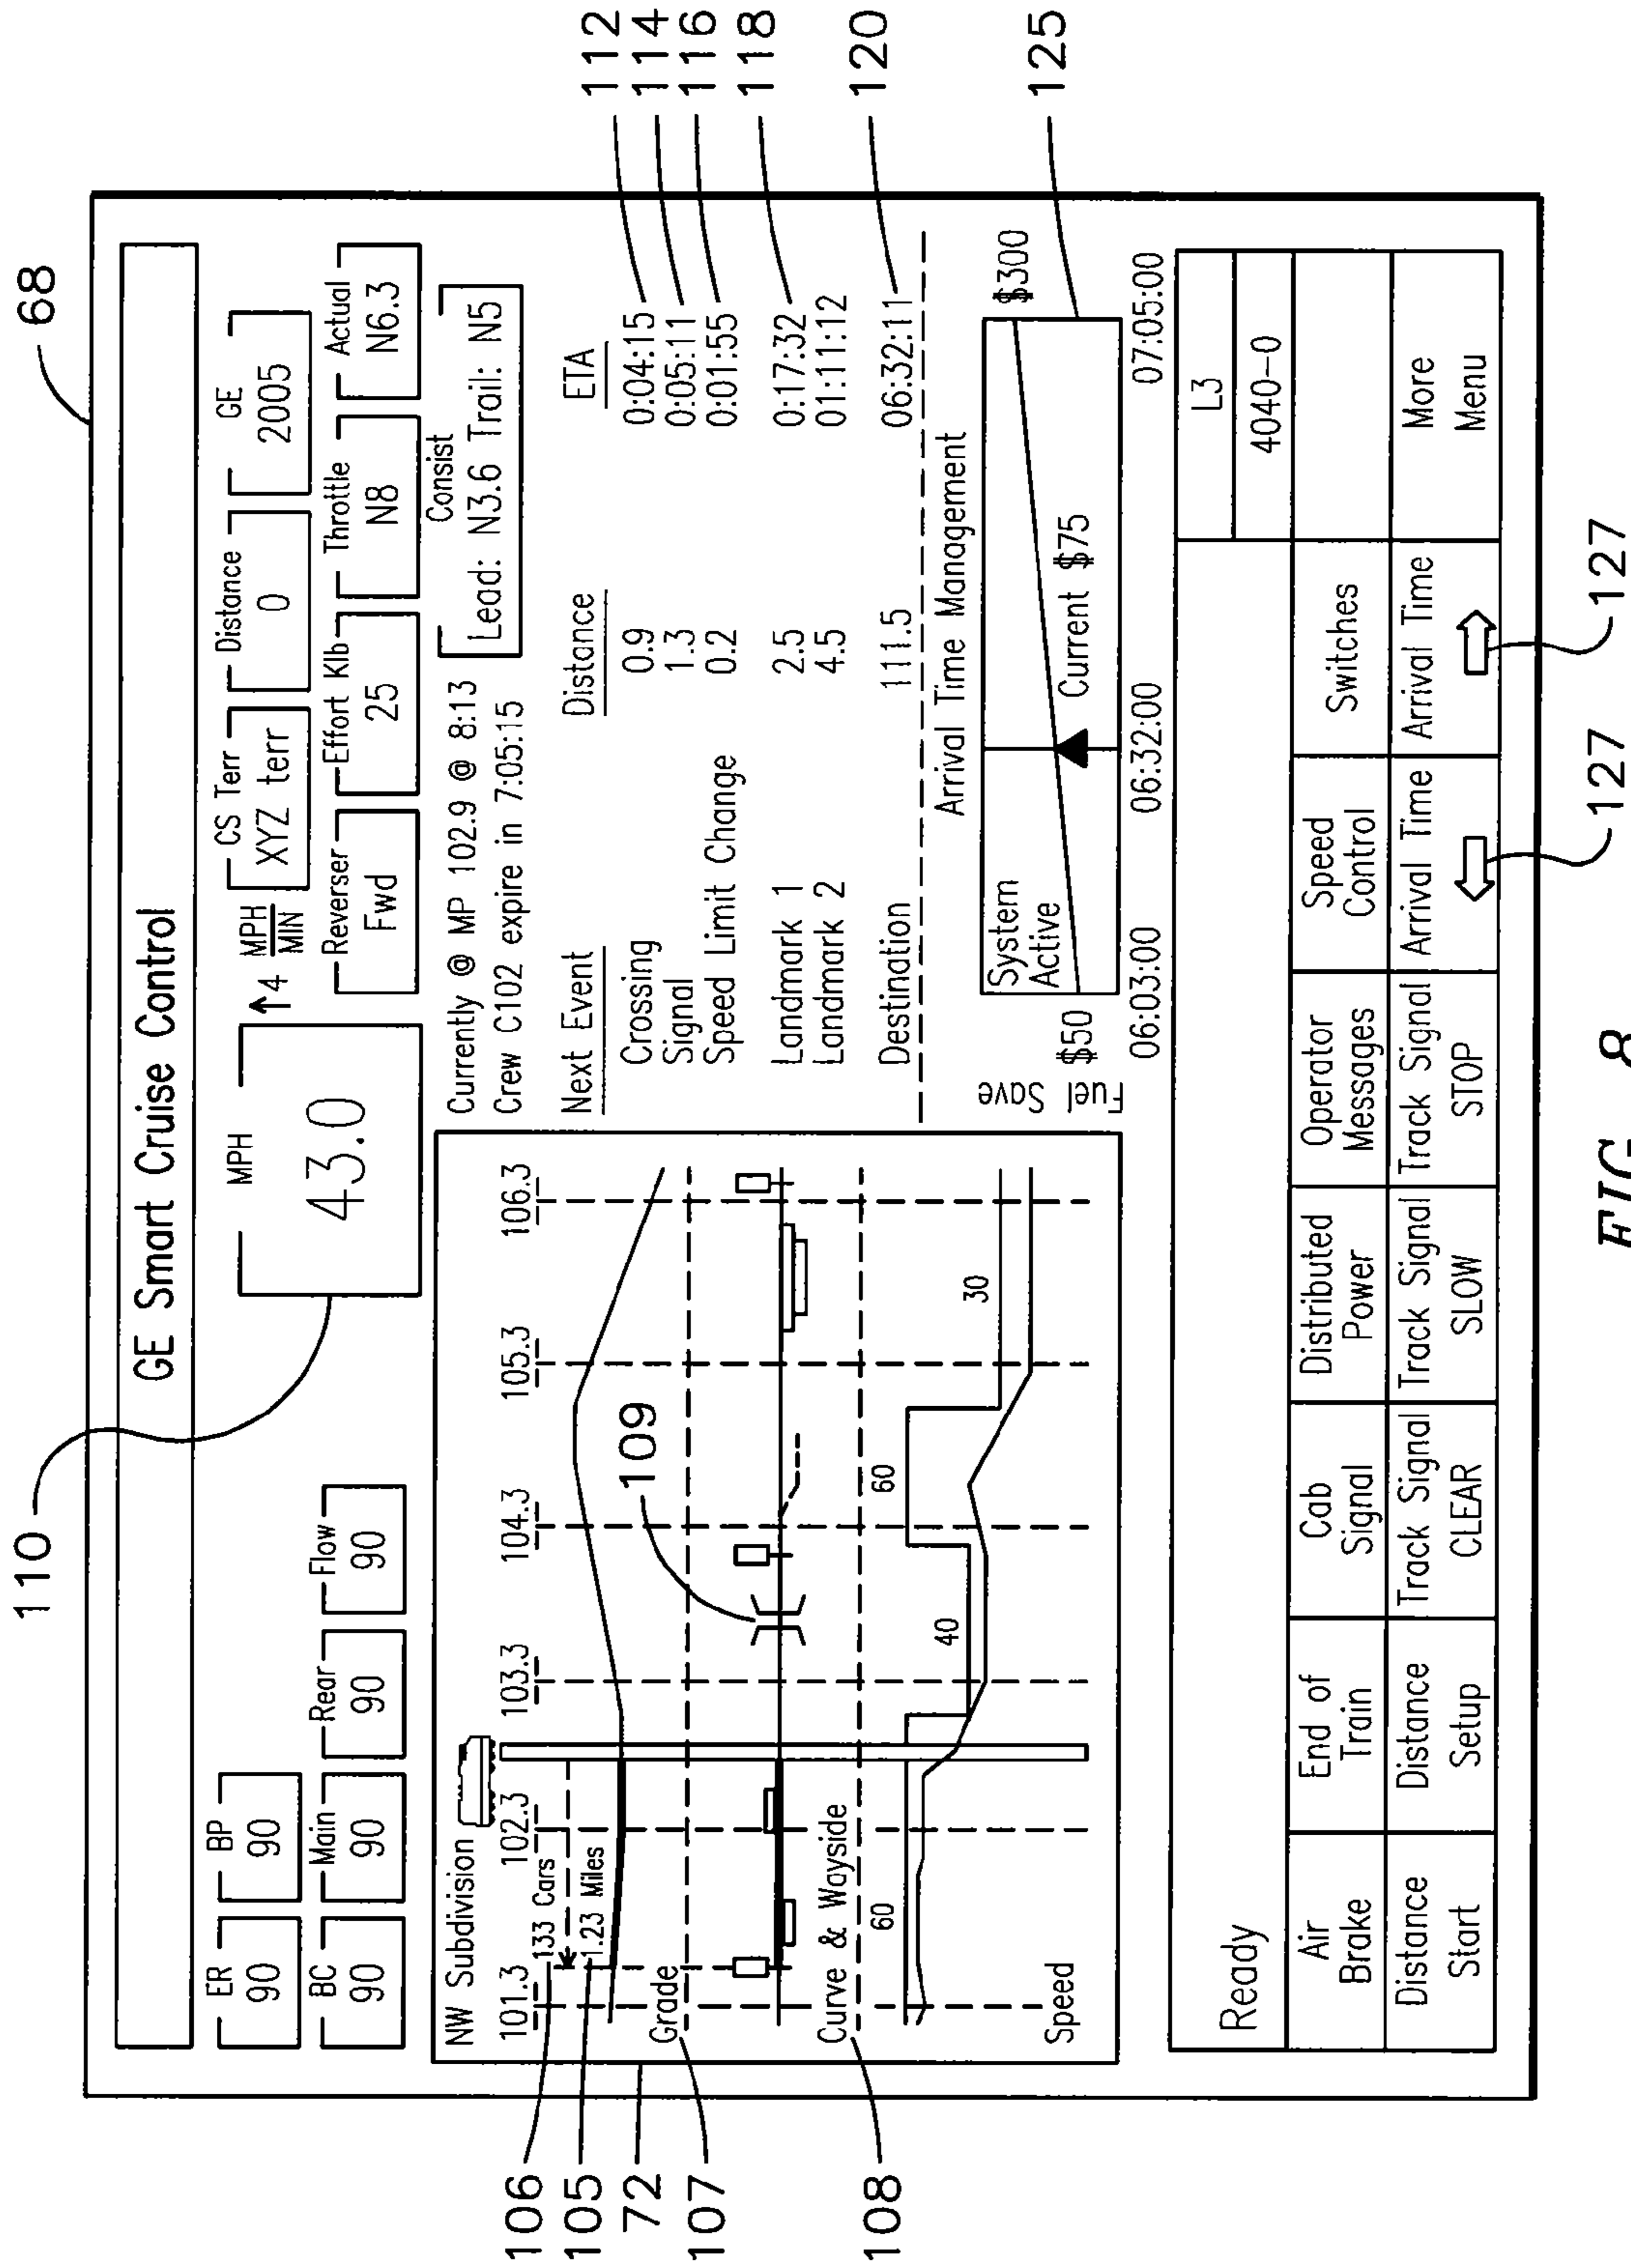 68
110
GE Smart Cruise Control
ER
90
BP
90
BC
90
Main
90
Rear
90
Flow
90
MPH
43.0
↑4 MPH
MIN
CS Terr
XYZ terr
Distance
0
GE
2005
Reverser
Fwd
Effort Klb
25
Throttle
N8
Actual
N6.3
Consist
Lead: N3.6 Trail: N5
Currently @ MP 102.9 @ 8:13
Crew C102 expire in 7:05:15
Next Event Distance ETA
Crossing 0.9 0:04:15
Signal 1.3 0:05:11
Speed Limit Change 0.2 0:01:55
Landmark 1 2.5 0:17:32
Landmark 2 4.5 01:11:12
Destination 111.5 06:32:11
112
114
116
118
120
125
NW Subdivision
101.3 102.3 103.3 104.3 105.3 106.3
133 Cars
1.23 Miles
Grade
109
Curve & Wayside
60 40 60 30
Speed
106
105
72
107
108
Arrival Time Management
Fuel Save
$50
$300
System
Active
Current $75
06:03:00 06:32:00 07:05:00
Ready
L3
4040-0
Air
Brake
End of
Train
Cab
Signal
Distributed
Power
Operator
Messages
Speed
Control
Switches
Distance
Start
Distance
Setup
Track Signal
CLEAR
Track Signal
SLOW
Track Signal
STOP
Arrival Time
Arrival Time
More
Menu
127
127
FIG. 8